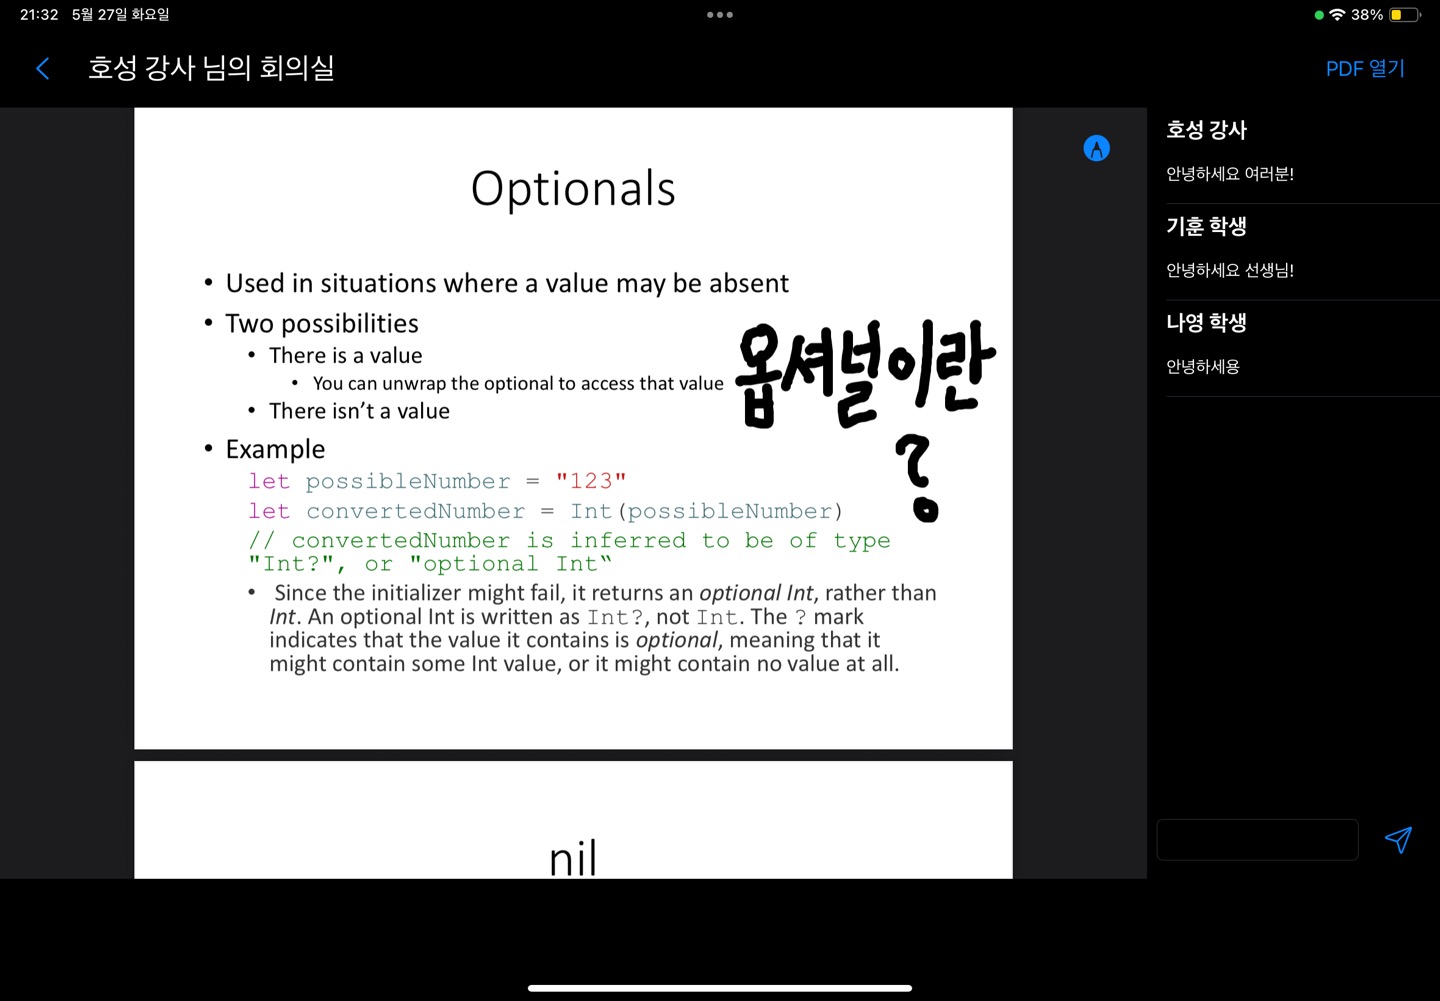 21:32 5월 27일 화요일
38%
호성 강사 님의 회의실
PDF 열기
Optionals
• Used in situations where a value may be absent
• Two possibilities
• There is a value
• You can unwrap the optional to access that value
• There isn’t a value
옵셔널이란
?
• Example
let possibleNumber = "123"
let convertedNumber = Int(possibleNumber)
// convertedNumber is inferred to be of type
"Int?", or "optional Int‟
• Since the initializer might fail, it returns an optional Int, rather than
Int. An optional Int is written as Int?, not Int. The ? mark
indicates that the value it contains is optional, meaning that it
might contain some Int value, or it might contain no value at all.
nil
호성 강사
안녕하세요 여러분!
기훈 학생
안녕하세요 선생님!
나영 학생
안녕하세용